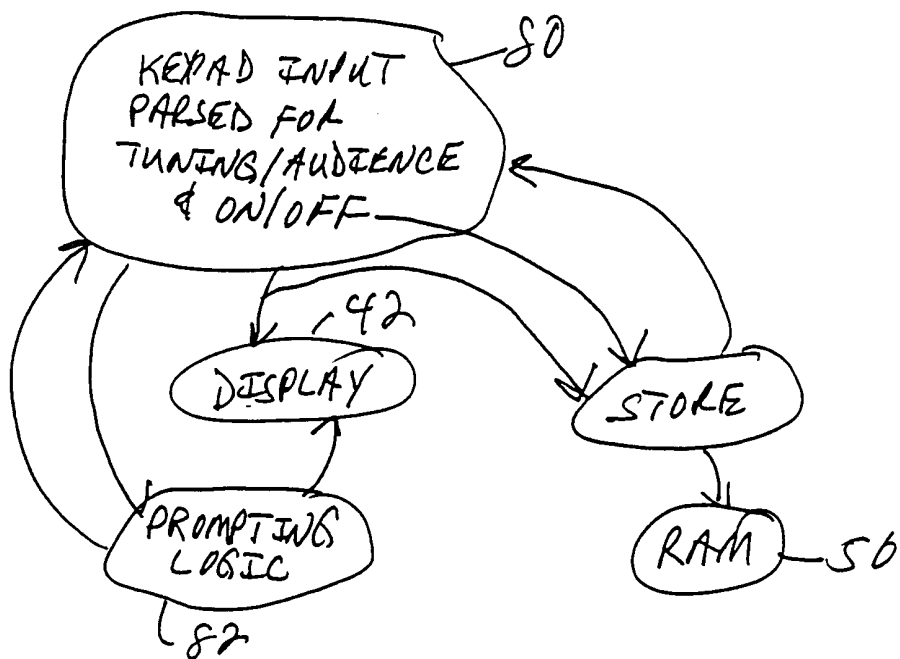 80
KEYPAD INPUT
PARSED FOR
TUNING/AUDIENCE
& ON/OFF
42
DISPLAY
STORE
PROMPTING
LOGIC
RAM
50
82